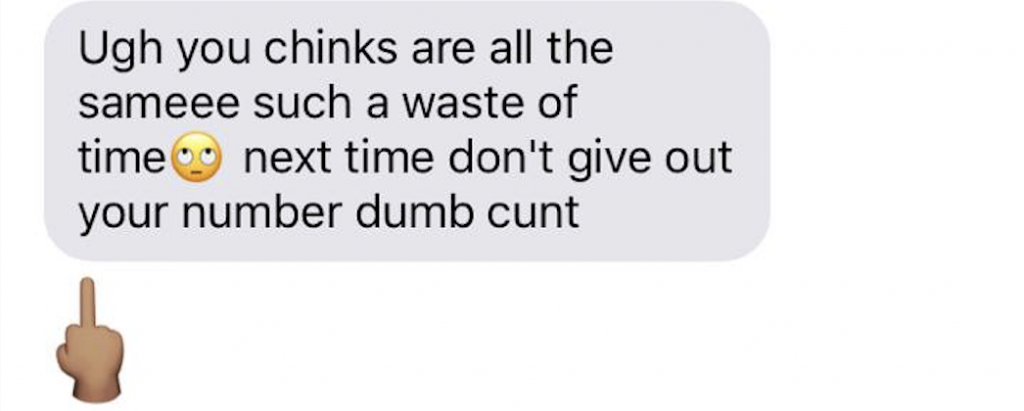 Ugh you chinks are all the
sameee such a waste of
time🙄 next time don't give out
your number dumb cunt
🖕🏽